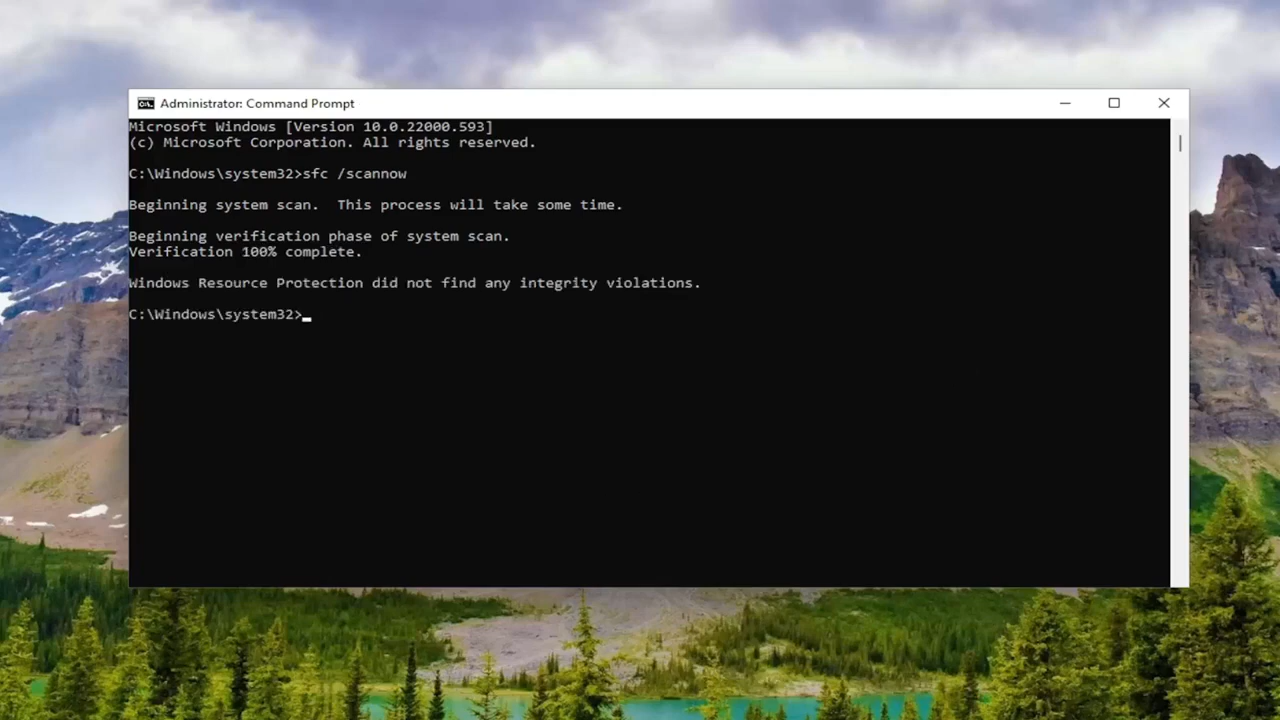 Administrator: Command Prompt
Microsoft Windows [Version 10.0.22000.593]
(c) Microsoft Corporation. All rights reserved.
C:\Windows\system32>sfc /scannow
Beginning system scan.  This process will take some time.
Beginning verification phase of system scan.
Verification 100% complete.
Windows Resource Protection did not find any integrity violations.
C:\Windows\system32>